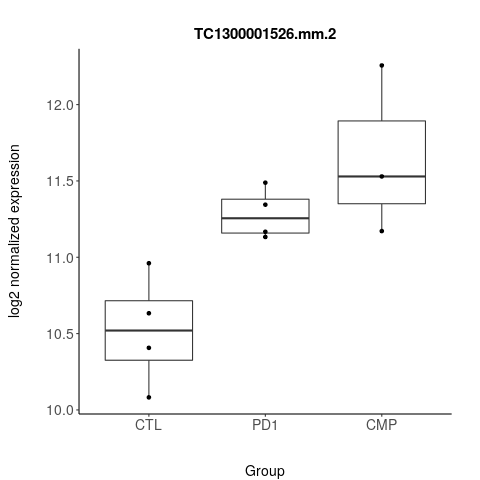 TC1300001526.mm.2
log2 normalized expression
12.0
11.5
11.0
10.5
10.0
CTL PD1 CMP
Group